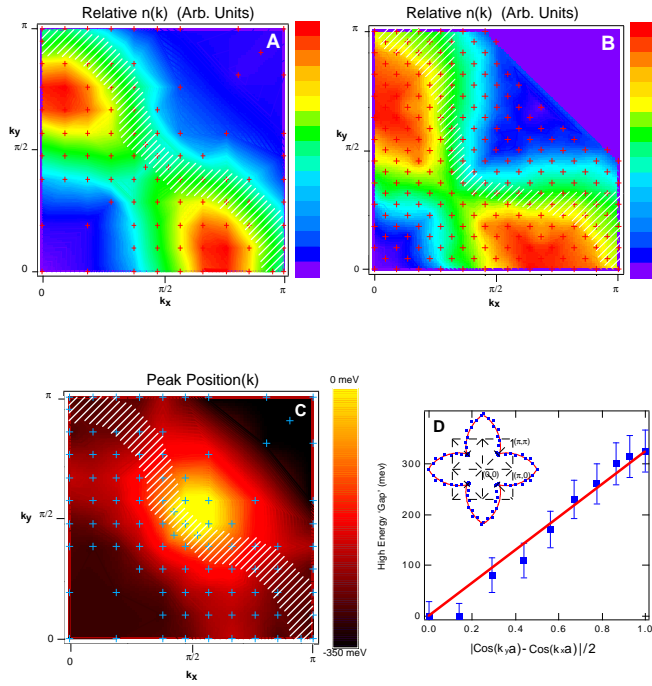 Relative n(k) (Arb. Units)
A
π
ky
π/2
0
0
π/2
π
kx
Relative n(k) (Arb. Units)
B
π
ky
π/2
0
0
π/2
π
kx
Peak Position(k)
C
0 meV
-350 meV
π
ky
π/2
0
0
π/2
π
kx
D
High Energy 'Gap' (mev)
300
200
100
0
(π,π)
(0,0)
(π,0)
0.0 0.2 0.4 0.6 0.8 1.0
|Cos(kya)-Cos(kxa)|/2